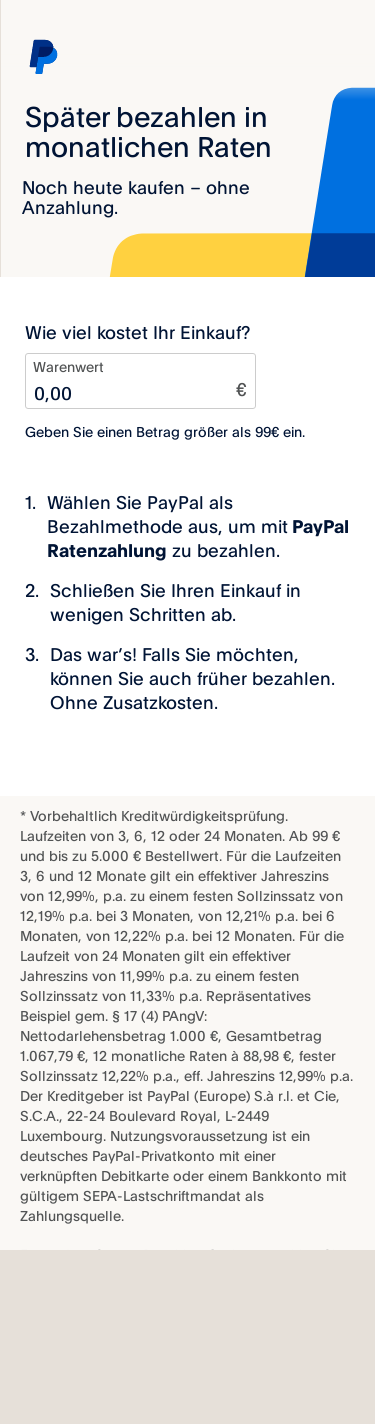 Später bezahlen in
monatlichen Raten
Noch heute kaufen – ohne
Anzahlung.
Wie viel kostet Ihr Einkauf?
Warenwert
0,00 €
Geben Sie einen Betrag größer als 99€ ein.
1. Wählen Sie PayPal als
Bezahlmethode aus, um mit PayPal
Ratenzahlung zu bezahlen.
2. Schließen Sie Ihren Einkauf in
wenigen Schritten ab.
3. Das war’s! Falls Sie möchten,
können Sie auch früher bezahlen.
Ohne Zusatzkosten.
* Vorbehaltlich Kreditwürdigkeitsprüfung.
Laufzeiten von 3, 6, 12 oder 24 Monaten. Ab 99 €
und bis zu 5.000 € Bestellwert. Für die Laufzeiten
3, 6 und 12 Monate gilt ein effektiver Jahreszins
von 12,99%, p.a. zu einem festen Sollzinssatz von
12,19% p.a. bei 3 Monaten, von 12,21% p.a. bei 6
Monaten, von 12,22% p.a. bei 12 Monaten. Für die
Laufzeit von 24 Monaten gilt ein effektiver
Jahreszins von 11,99% p.a. zu einem festen
Sollzinssatz von 11,33% p.a. Repräsentatives
Beispiel gem. § 17 (4) PAngV:
Nettodarlehensbetrag 1.000 €, Gesamtbetrag
1.067,79 €, 12 monatliche Raten à 88,98 €, fester
Sollzinssatz 12,22% p.a., eff. Jahreszins 12,99% p.a.
Der Kreditgeber ist PayPal (Europe) S.à r.l. et Cie,
S.C.A., 22-24 Boulevard Royal, L-2449
Luxembourg. Nutzungsvoraussetzung ist ein
deutsches PayPal-Privatkonto mit einer
verknüpften Debitkarte oder einem Bankkonto mit
gültigem SEPA-Lastschriftmandat als
Zahlungsquelle.